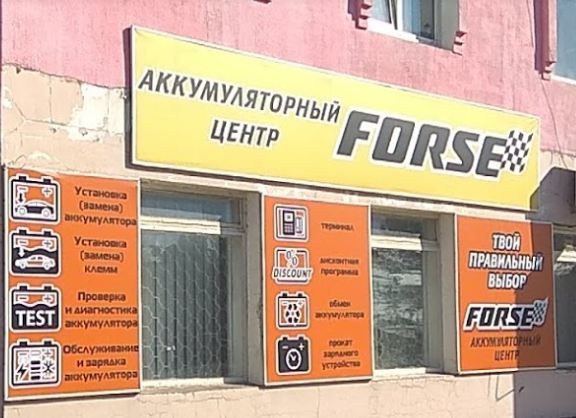 АККУМУЛЯТОРНЫЙ
ЦЕНТР
FORSE
Установка
(замена)
аккумулятора
Установка
(замена)
клемм
TEST
Проверка
и диагностика
аккумулятора
Обслуживание
и зарядка
аккумулятора
терминал
DISCOUNT
дисконтная
программа
обмен
аккумулятора
прокат
зарядного
устройства
ТВОЙ
ПРАВИЛЬНЫЙ
ВЫБОР
FORSE
АККУМУЛЯТОРНЫЙ
ЦЕНТР